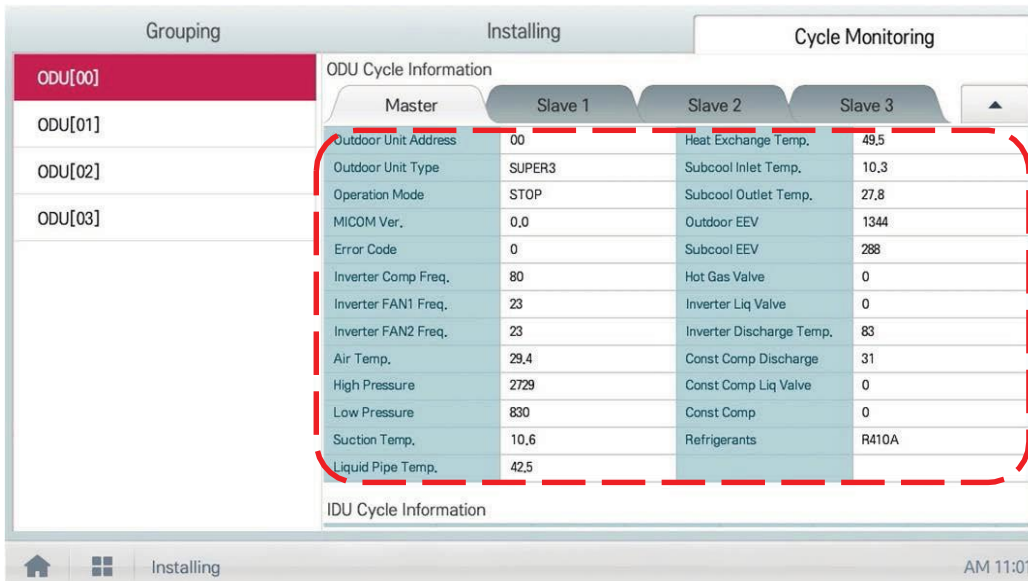 Grouping Installing Cycle Monitoring
ODU[00]
ODU[01]
ODU[02]
ODU[03]
ODU Cycle Information
Master Slave 1 Slave 2 Slave 3
Outdoor Unit Address 00 Heat Exchange Temp. 49.5
Outdoor Unit Type SUPER3 Subcool Inlet Temp. 10.3
Operation Mode STOP Subcool Outlet Temp. 27.8
MICOM Ver. 0.0 Outdoor EEV 1344
Error Code 0 Subcool EEV 288
Inverter Comp Freq. 80 Hot Gas Valve 0
Inverter FAN1 Freq. 23 Inverter Liq Valve 0
Inverter FAN2 Freq. 23 Inverter Discharge Temp. 83
Air Temp. 29.4 Const Comp Discharge 31
High Pressure 2729 Const Comp Liq Valve 0
Low Pressure 830 Const Comp 0
Suction Temp. 10.6 Refrigerants R410A
Liquid Pipe Temp. 42.5
IDU Cycle Information
Installing AM 11:01